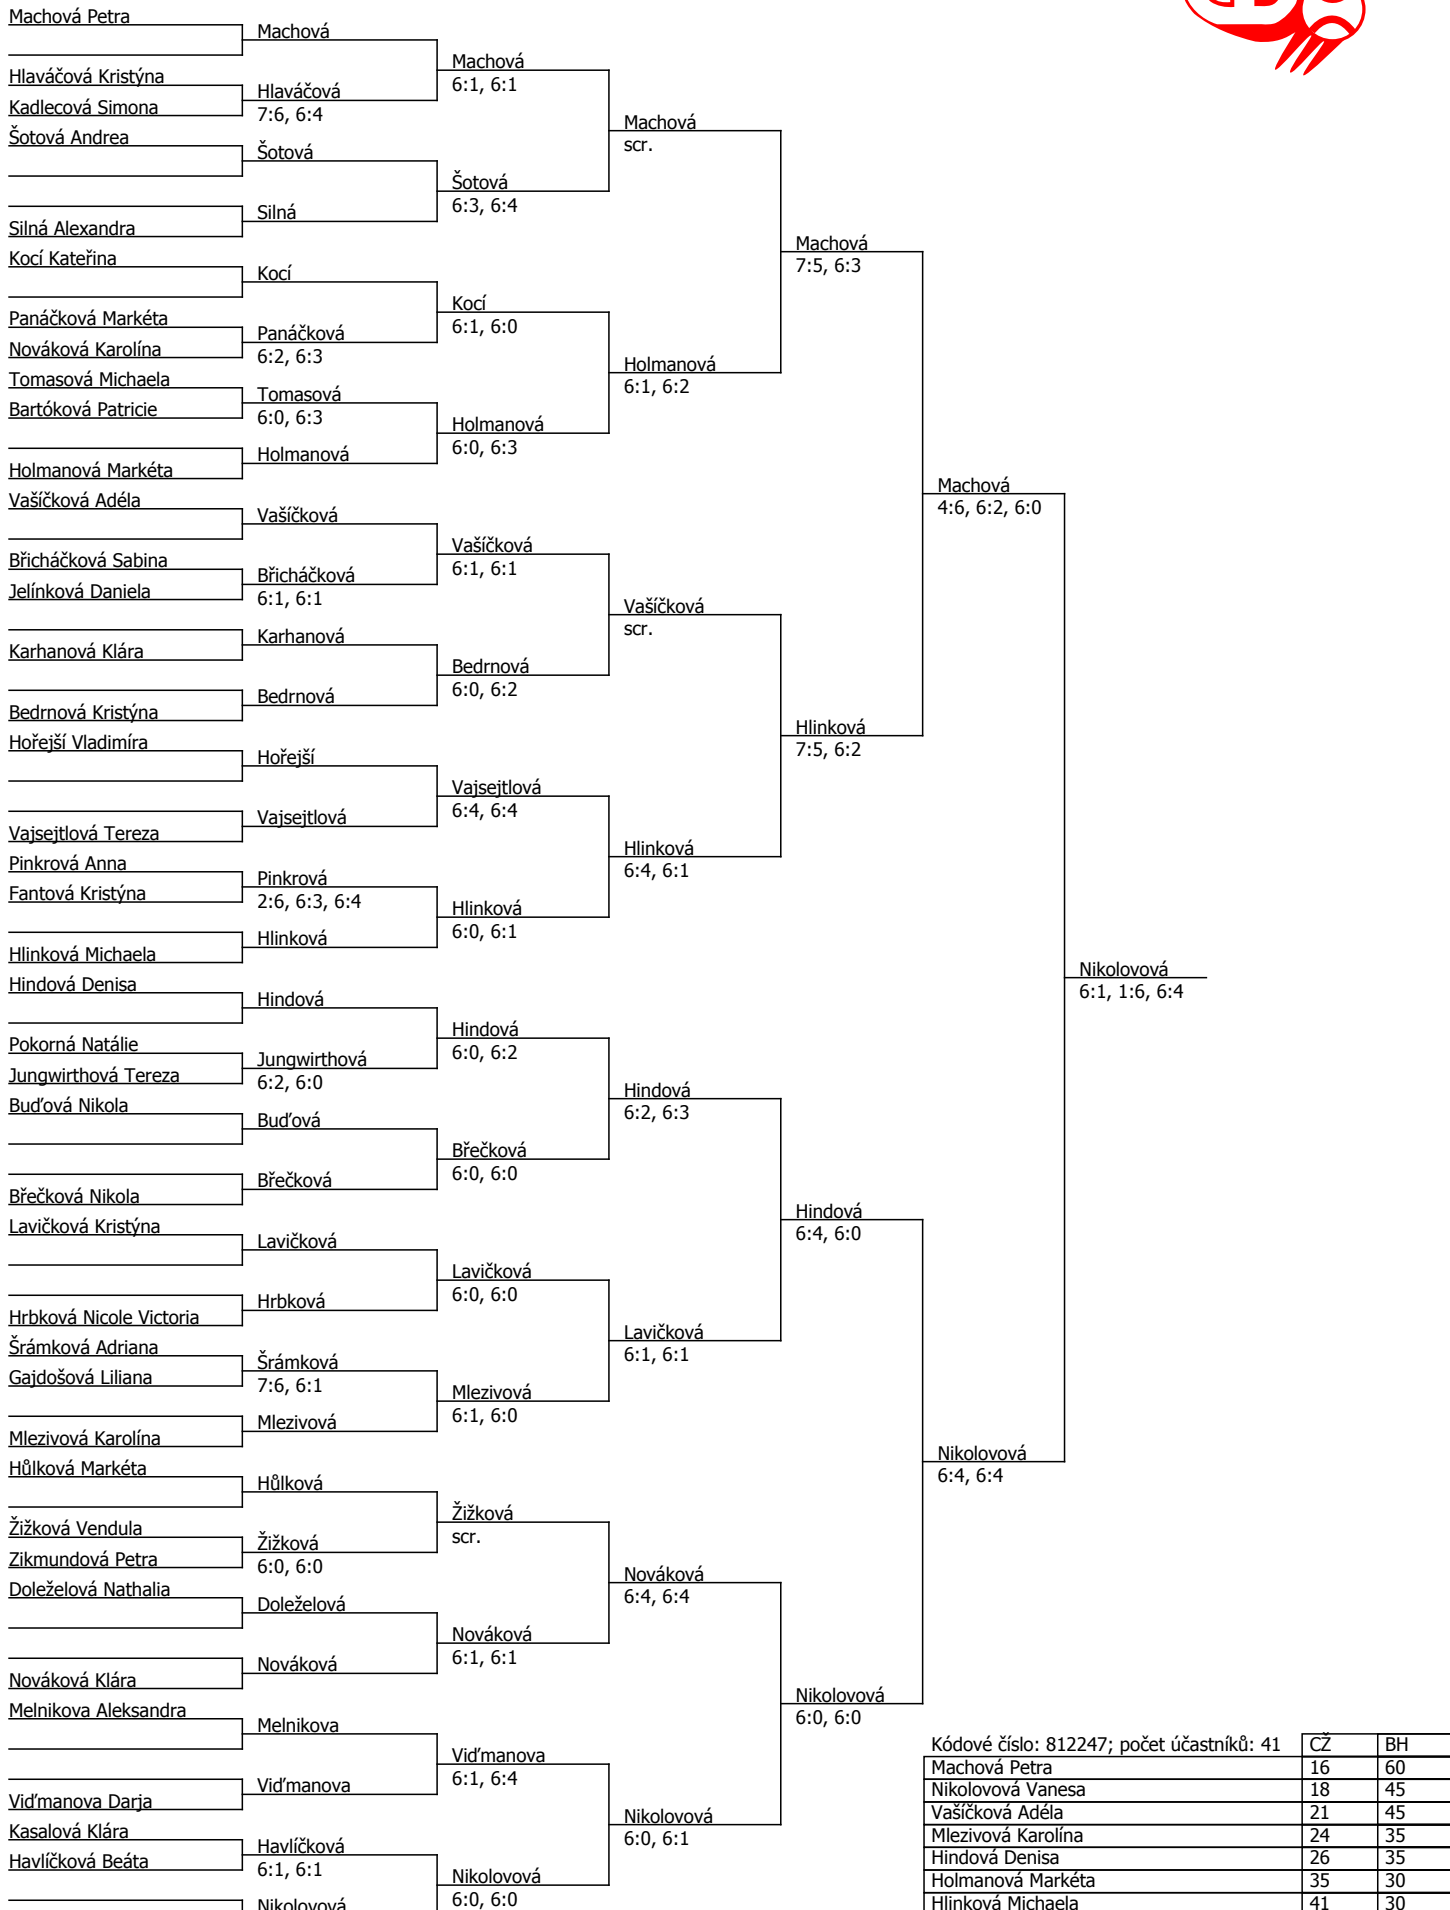 Machová Petra
Hlaváčová Kristýna
Kadlecová Simona
Šotová Andrea
Silná Alexandra
Kocí Kateřina
Panáčková Markéta
Nováková Karolína
Tomasová Michaela
Bartóková Patricie
Holmanová Markéta
Vašíčková Adéla
Břicháčková Sabina
Jelínková Daniela
Karhanová Klára
Bedrnová Kristýna
Hořejší Vladimíra
Vajsejtlová Tereza
Pinkrová Anna
Fantová Kristýna
Hlinková Michaela
Hindová Denisa
Pokorná Natálie
Jungwirthová Tereza
Buďová Nikola
Břečková Nikola
Lavičková Kristýna
Hrbková Nicole Victoria
Šrámková Adriana
Gajdošová Liliana
Mlezivová Karolína
Hůlková Markéta
Žižková Vendula
Zikmundová Petra
Doleželová Nathalia
Nováková Klára
Melnikova Aleksandra
Viďmanova Darja
Kasalová Klára
Havlíčková Beáta
Machová
Hlaváčová
7:6, 6:4
Šotová
Silná
Kocí
Panáčková
6:2, 6:3
Tomasová
6:0, 6:3
Holmanová
Vašíčková
Břicháčková
6:1, 6:1
Karhanová
Bedrnová
Hořejší
Vajsejtlová
Pinkrová
2:6, 6:3, 6:4
Hlinková
Hindová
Jungwirthová
6:2, 6:0
Buďová
Břečková
Lavičková
Hrbková
Šrámková
7:6, 6:1
Mlezivová
Hůlková
Žižková
6:0, 6:0
Doleželová
Nováková
Melnikova
Viďmanova
Havlíčková
6:1, 6:1
Nikolovová
Machová
6:1, 6:1
Šotová
6:3, 6:4
Kocí
6:1, 6:0
Holmanová
6:0, 6:3
Vašíčková
6:1, 6:1
Bedrnová
6:0, 6:2
Vajsejtlová
6:4, 6:4
Hlinková
6:0, 6:1
Hindová
6:0, 6:2
Břečková
6:0, 6:0
Lavičková
6:0, 6:0
Mlezivová
6:1, 6:0
Žižková
scr.
Nováková
6:1, 6:1
Viďmanova
6:1, 6:4
Nikolovová
6:0, 6:0
Machová
scr.
Holmanová
6:1, 6:2
Vašíčková
scr.
Hlinková
6:4, 6:1
Hindová
6:2, 6:3
Lavičková
6:1, 6:1
Nováková
6:4, 6:4
Nikolovová
6:0, 6:1
Machová
7:5, 6:3
Hlinková
7:5, 6:2
Hindová
6:4, 6:0
Nikolovová
6:0, 6:0
Machová
4:6, 6:2, 6:0
Nikolovová
6:4, 6:4
Nikolovová
6:1, 1:6, 6:4
Kódové číslo: 812247; počet účastníků: 41 CŽ BH
Machová Petra 16 60
Nikolovová Vanesa 18 45
Vašíčková Adéla 21 45
Mlezivová Karolína 24 35
Hindová Denisa 26 35
Holmanová Markéta 35 30
Hlinková Michaela 41 30